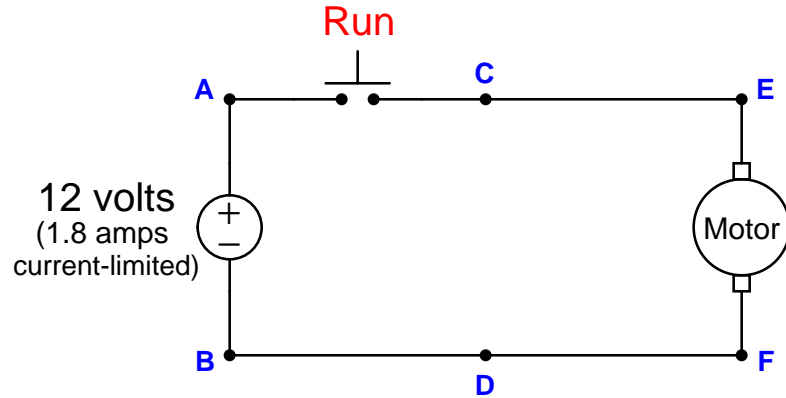 Run
A
C
E
12 volts
(1.8 amps
current-limited)
+
−
Motor
B
D
F